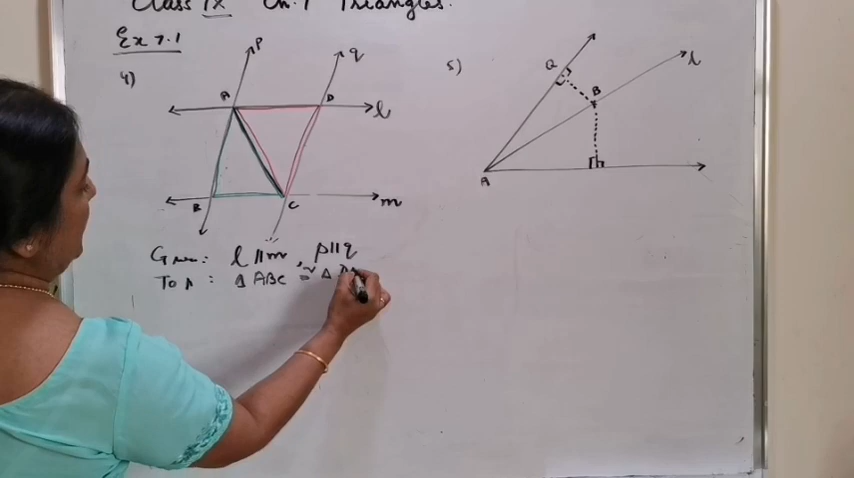 Class IX Ch. 7 Triangles.
Ex 7.1
4)
p
q
A
D
l
B
C
m
Given: l || m, p || q
To P : Δ ABC ≅ Δ
5)
Q
B
l
A